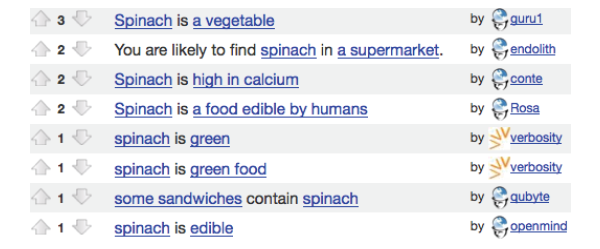 3 Spinach is a vegetable by guru1
2 You are likely to find spinach in a supermarket. by endolith
2 Spinach is high in calcium by conte
2 Spinach is a food edible by humans by Rosa
1 spinach is green by verbosity
1 spinach is green food by verbosity
1 some sandwiches contain spinach by qubyte
1 spinach is edible by openmind